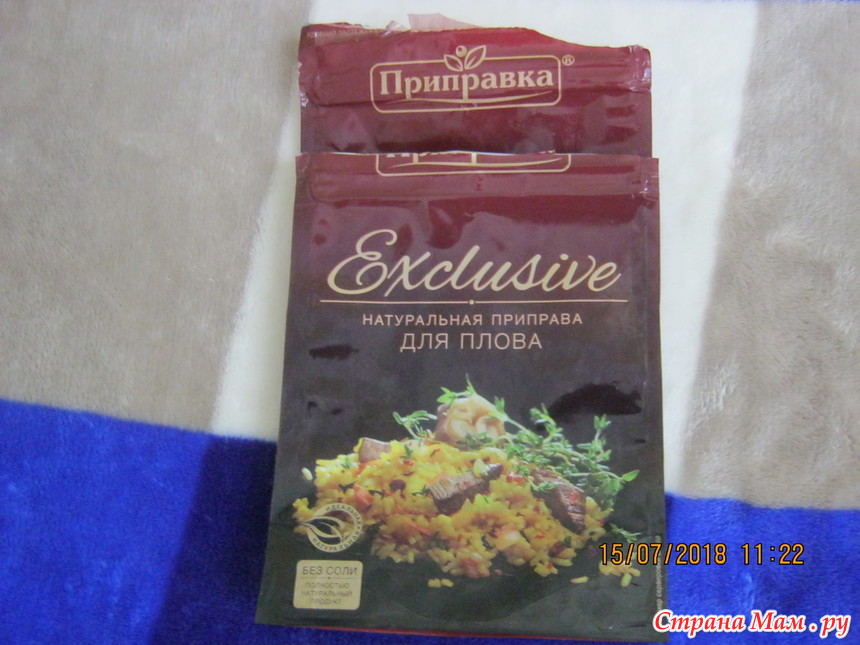 Приправка®
Exclusive
НАТУРАЛЬНАЯ ПРИПРАВА
ДЛЯ ПЛОВА
БЕЗ СОЛИ
ПОЛНОСТЬЮ
НАТУРАЛЬНЫЙ
ПРОДУКТ
15/07/2018 11:22
Страна Мам.ру